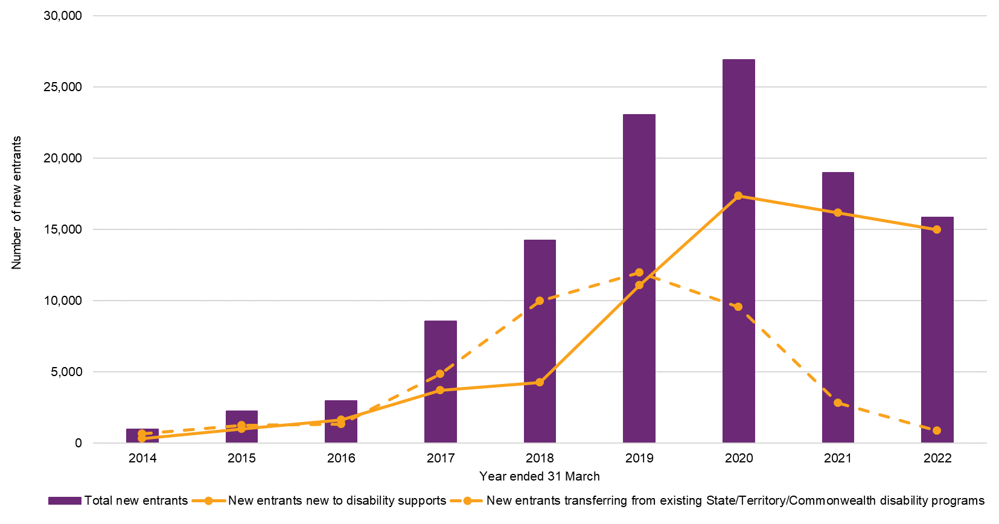 30,000
25,000
20,000
15,000
10,000
5,000
0
Number of new entrants
2014 2015 2016 2017 2018 2019 2020 2021 2022
Year ended 31 March
Total new entrants New entrants new to disability supports New entrants transferring from existing State/Territory/Commonwealth disability programs